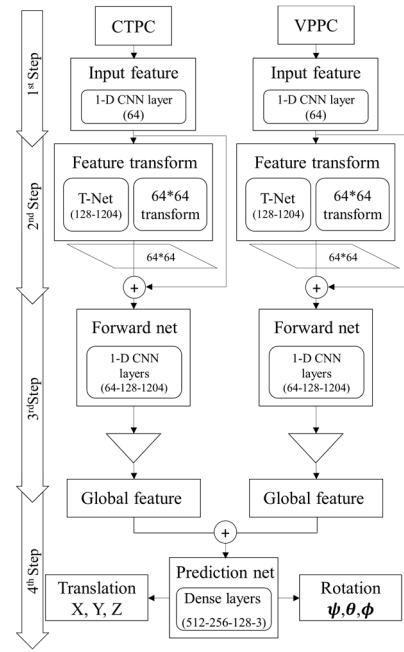 CTPC
VPPC
1st Step
Input feature
1-D CNN layer
(64)
Input feature
1-D CNN layer
(64)
2nd Step
Feature transform
T-Net
(128-1204)
64*64
transform
Feature transform
T-Net
(128-1204)
64*64
transform
64*64
64*64
+
+
3rdStep
Forward net
1-D CNN
layers
(64-128-1204)
Forward net
1-D CNN
layers
(64-128-1204)
Global feature
Global feature
+
4th Step
Translation
X, Y, Z
Prediction net
Dense layers
(512-256-128-3)
Rotation
ψ,θ,ϕ